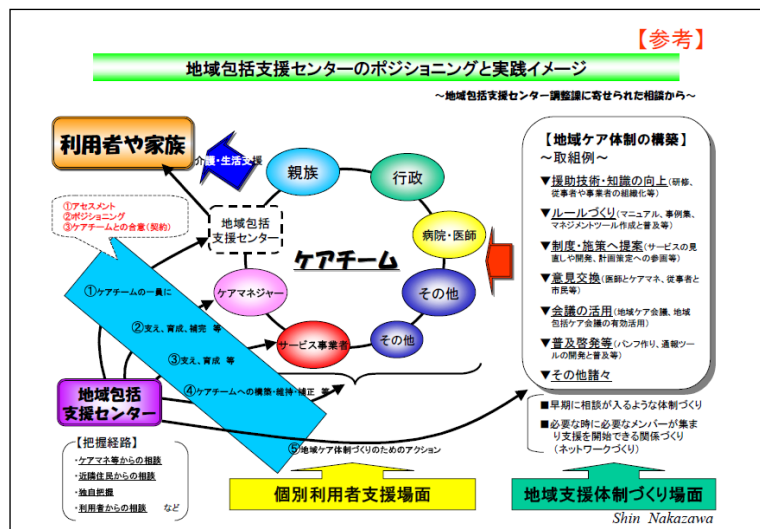 【参考】
地域包括支援センターのポジショニングと実践イメージ
～地域包括支援センター調整課に寄せられた相談から～
利用者や家族
介護・生活支援
親族
行政
病院・医師
その他
その他
サービス事業者
ケアマネジャー
地域包括
支援センター
ケアチーム
①アセスメント
②ポジショニング
③ケアチームとの合意（契約）
①ケアチームの一員に
②支え、育成、補完 等
③支え、育成 等
④ケアチームへの構築・維持・補正 等
⑤地域ケア体制づくりのためのアクション
地域包括
支援センター
【把握経路】
・ケアマネ等からの相談
・近隣住民からの相談
・独自把握
・利用者からの相談 など
個別利用者支援場面
【地域ケア体制の構築】
～取組例～
▼援助技術・知識の向上（研修、
従事者や事業者の組織化等）
▼ルールづくり（マニュアル、事例集、
マネジメントツール作成と普及等）
▼制度・施策へ提案（サービスの見
直しや開発、計画策定への参画等）
▼意見交換（医師とケアマネ、従事者と
市民等）
▼会議の活用（地域ケア会議、地域
包括ケア会議の有効活用）
▼普及啓発等（パンフ作り、通報ツー
ルの開発と普及等）
▼その他諸々
■早期に相談が入るような体制づくり
■必要な時に必要なメンバーが集ま
り支援を開始できる関係づくり
（ネットワークづくり）
地域支援体制づくり場面
Shin Nakazawa